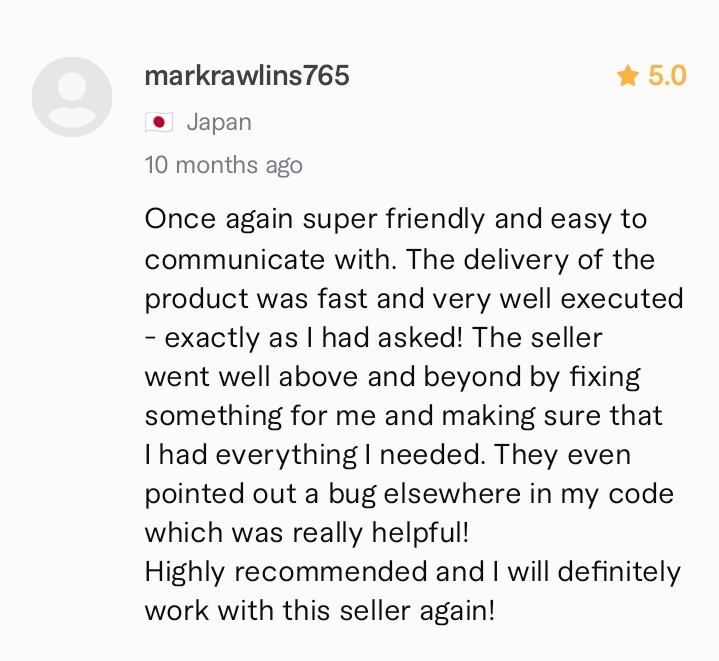 markrawlins765
5.0
Japan
10 months ago
Once again super friendly and easy to
communicate with. The delivery of the
product was fast and very well executed
- exactly as I had asked! The seller
went well above and beyond by fixing
something for me and making sure that
I had everything I needed. They even
pointed out a bug elsewhere in my code
which was really helpful!
Highly recommended and I will definitely
work with this seller again!